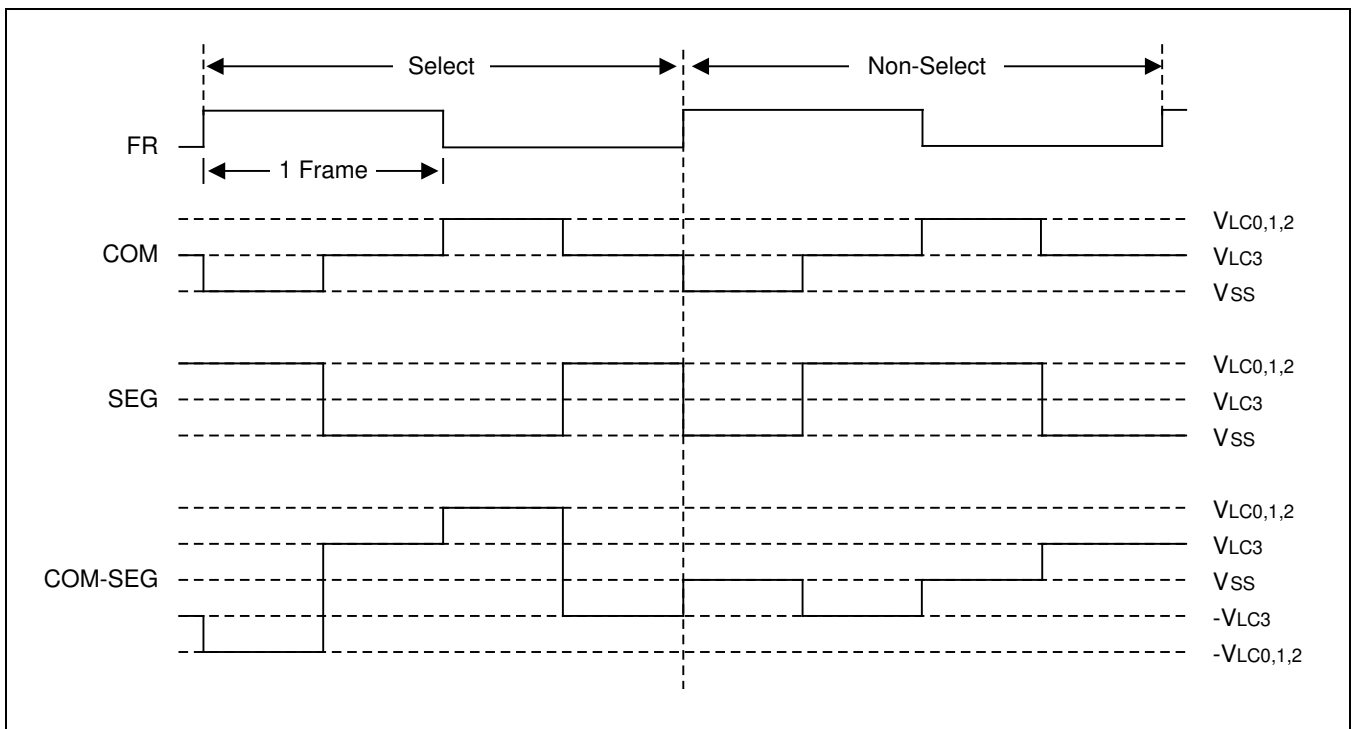 Select
Non-Select
FR
1 Frame
COM
VLC0,1,2
VLC3
VSS
SEG
VLC0,1,2
VLC3
VSS
COM-SEG
VLC0,1,2
VLC3
VSS
-VLC3
-VLC0,1,2